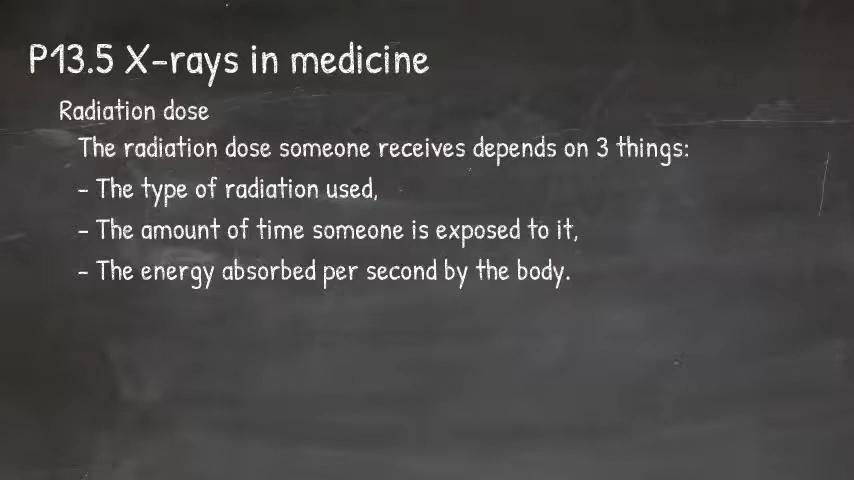 P13.5 X-rays in medicine
Radiation dose
The radiation dose someone receives depends on 3 things:
- The type of radiation used,
- The amount of time someone is exposed to it,
- The energy absorbed per second by the body.